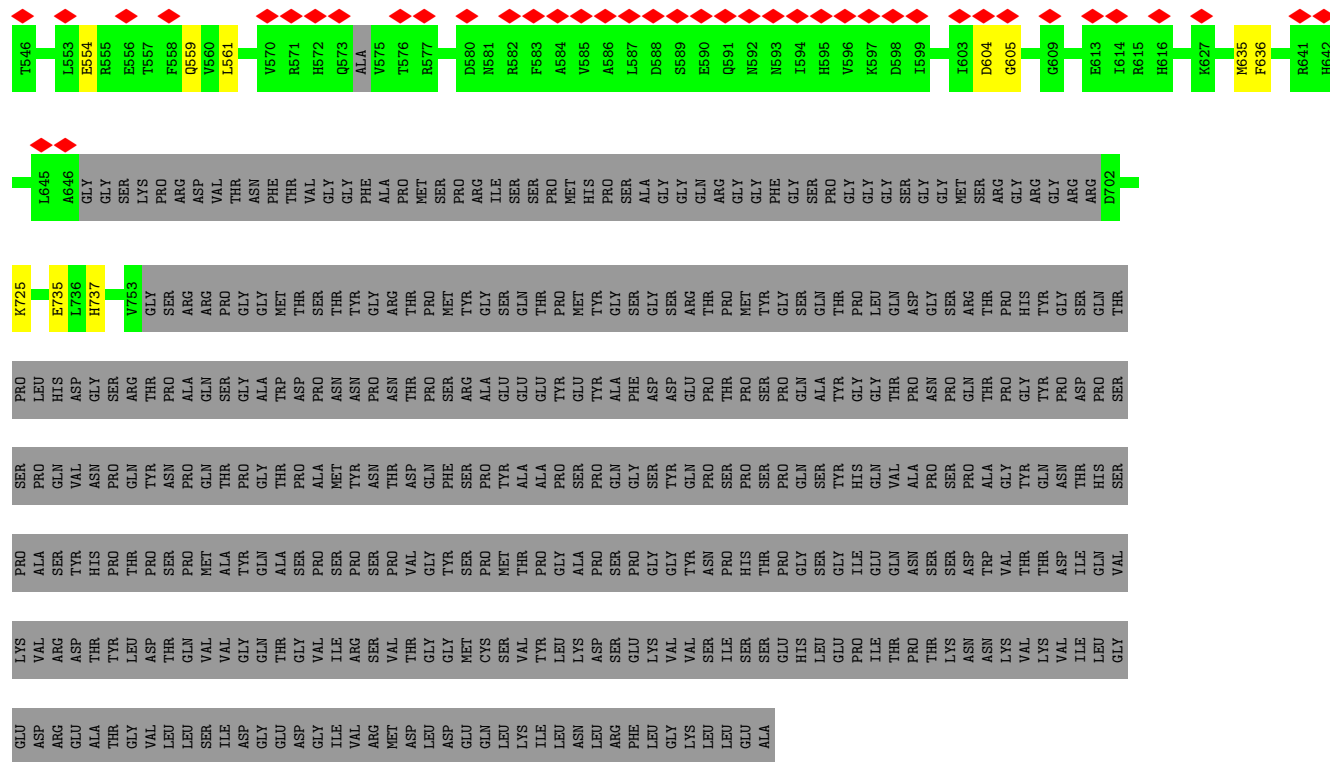 T546 L553 E554 R555 E556 T557 F558 Q559 V560 L561 V570 R571 H572 Q573 ALA V575 T576 R577 D580 N581 R582 F583 A584 V585 A586 L587 D588 S589 E590 Q591 N592 N593 I594 H595 V596 K597 D598 I599 I603 D604 G605 G609 E613 I614 R615 H616 K627 M635 F636 R641 H642
L645 A646 GLY GLY SER LYS PRO ARG ASP VAL THR ASN PHE THR VAL GLY GLY PHE ALA PRO MET SER PRO ARG ILE SER SER PRO MET HIS PRO SER ALA GLY GLY GLN ARG GLY GLY PHE GLY SER PRO GLY GLY GLY SER GLY GLY MET SER ARG GLY ARG GLY ARG ARG D702
K725 E735 L736 H737 V753 GLY SER ARG ARG PRO GLY GLY MET THR SER THR TYR GLY ARG THR PRO MET TYR GLY SER GLN THR PRO MET TYR GLY SER GLY SER ARG THR PRO MET TYR GLY SER GLN THR PRO LEU GLN ASP GLY SER ARG THR PRO HIS TYR GLY SER GLN THR
PRO LEU HIS ASP GLY SER ARG THR PRO ALA GLN SER GLY ALA TRP ASP PRO ASN ASN PRO ASN THR PRO SER ARG ALA GLU GLU GLU TYR GLU TYR ALA PHE ASP ASP GLU PRO THR PRO SER PRO GLN ALA TYR GLY GLY THR PRO ASN PRO GLN THR PRO GLY TYR PRO ASP PRO SER
SER PRO GLN VAL ASN PRO GLN TYR ASN PRO GLN THR PRO GLY THR PRO ALA MET TYR ASN THR ASP GLN PHE SER PRO TYR ALA ALA PRO SER PRO GLN GLY SER TYR GLN PRO SER PRO SER PRO GLN SER TYR HIS GLN VAL ALA PRO SER PRO ALA GLY TYR GLN ASN THR HIS SER
PRO ALA SER TYR HIS PRO THR PRO SER PRO MET ALA TYR GLN ALA SER PRO SER PRO SER PRO VAL GLY TYR SER PRO MET THR PRO GLY ALA PRO SER PRO GLY GLY TYR ASN PRO HIS THR PRO GLY SER GLY ILE GLU GLN ASN SER SER ASP TRP VAL THR THR ASP ILE GLN VAL
LYS VAL ARG ASP THR TYR LEU ASP THR GLN VAL VAL GLY GLN THR GLY VAL ILE ARG SER VAL THR GLY GLY MET CYS SER VAL TYR LEU LYS ASP SER GLU LYS VAL VAL SER ILE SER SER GLU HIS LEU GLU PRO ILE THR PRO THR LYS ASN ASN LYS VAL LYS VAL ILE LEU GLY
GLU ASP ARG GLU ALA THR GLY VAL LEU LEU SER ILE ASP GLY GLU ASP GLY ILE VAL ARG MET ASP LEU ASP GLU GLN LEU LYS ILE LEU ASN LEU ARG PHE LEU GLY LYS LEU LEU GLU ALA